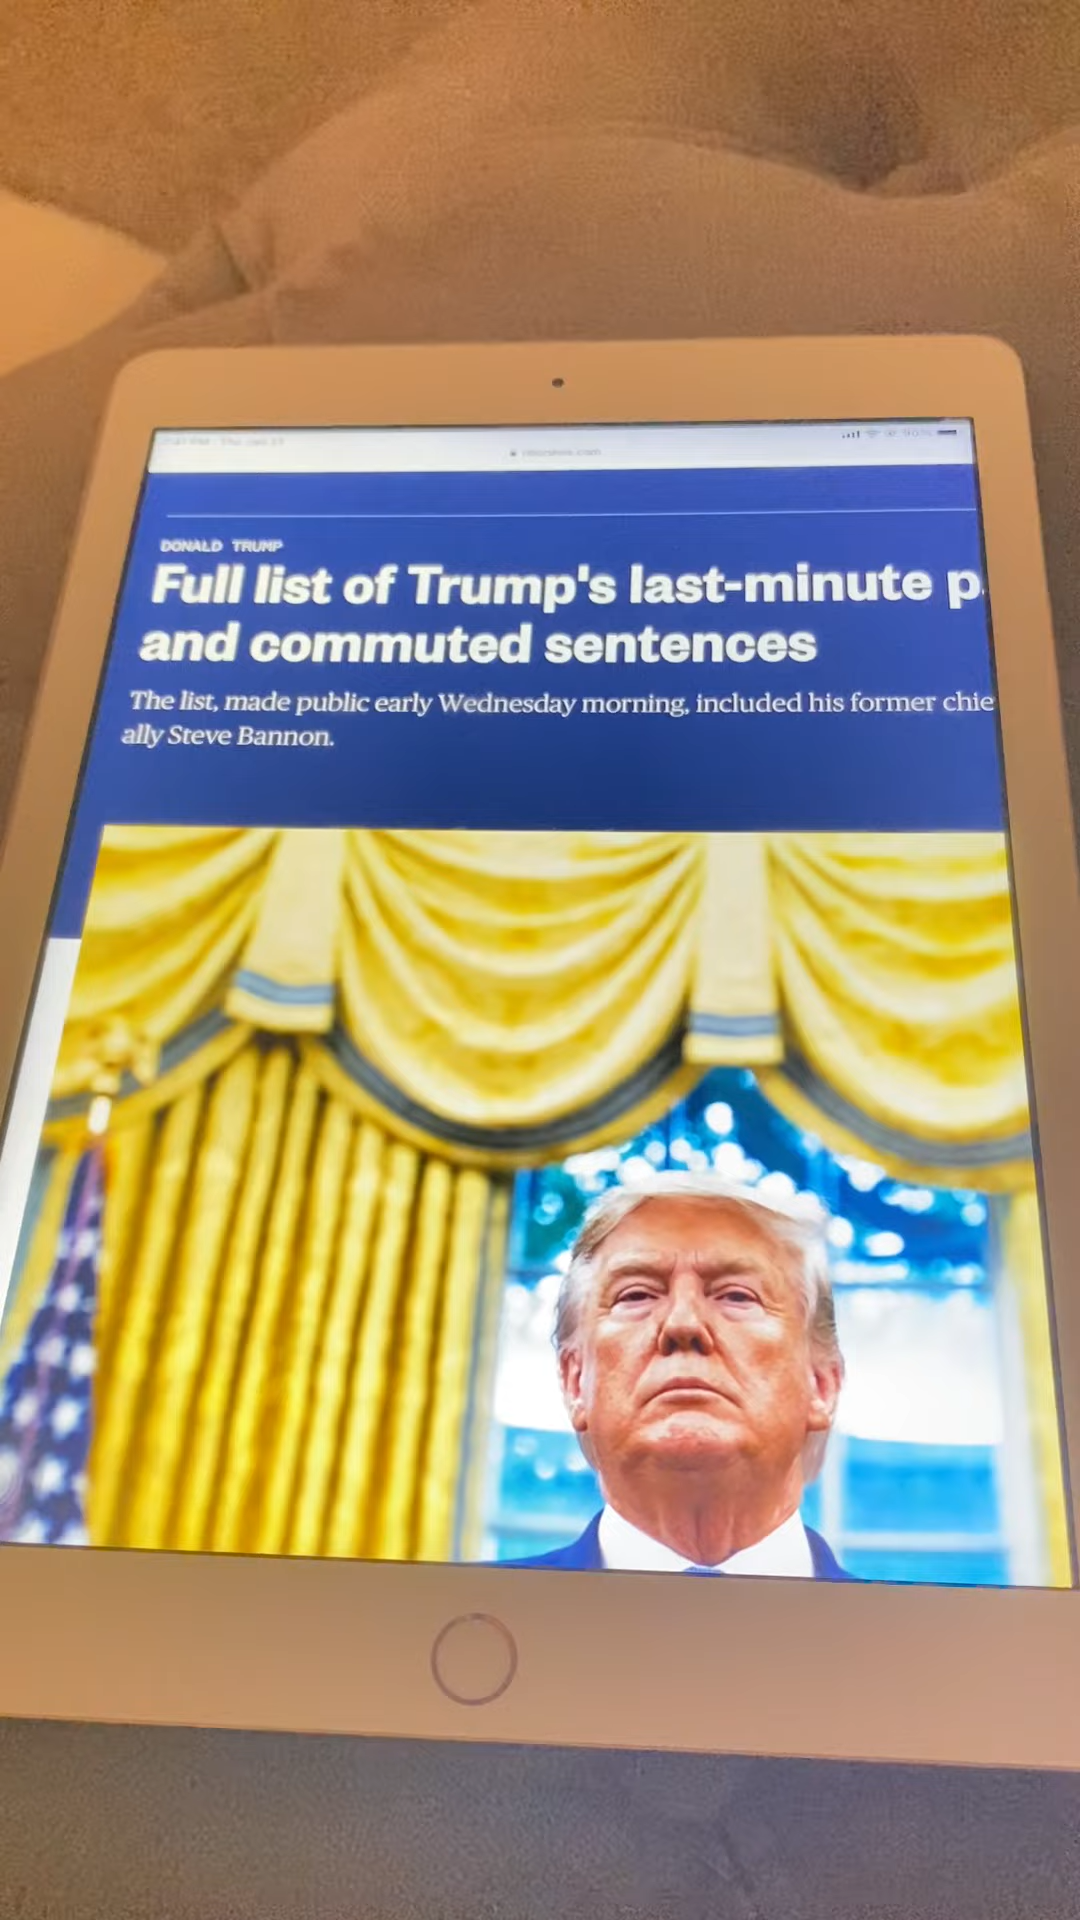 DONALD TRUMP
Full list of Trump's last-minute p
and commuted sentences
The list, made public early Wednesday morning, included his former chie
ally Steve Bannon.